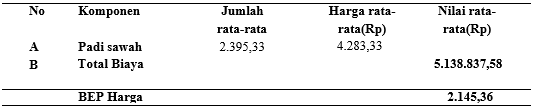 No Komponen Jumlah rata-rata Harga rata-rata(Rp) Nilai rata-rata(Rp)
A Padi sawah 2.395,33 4.283,33
B Total Biaya 5.138.837,58
BEP Harga 2.145,36